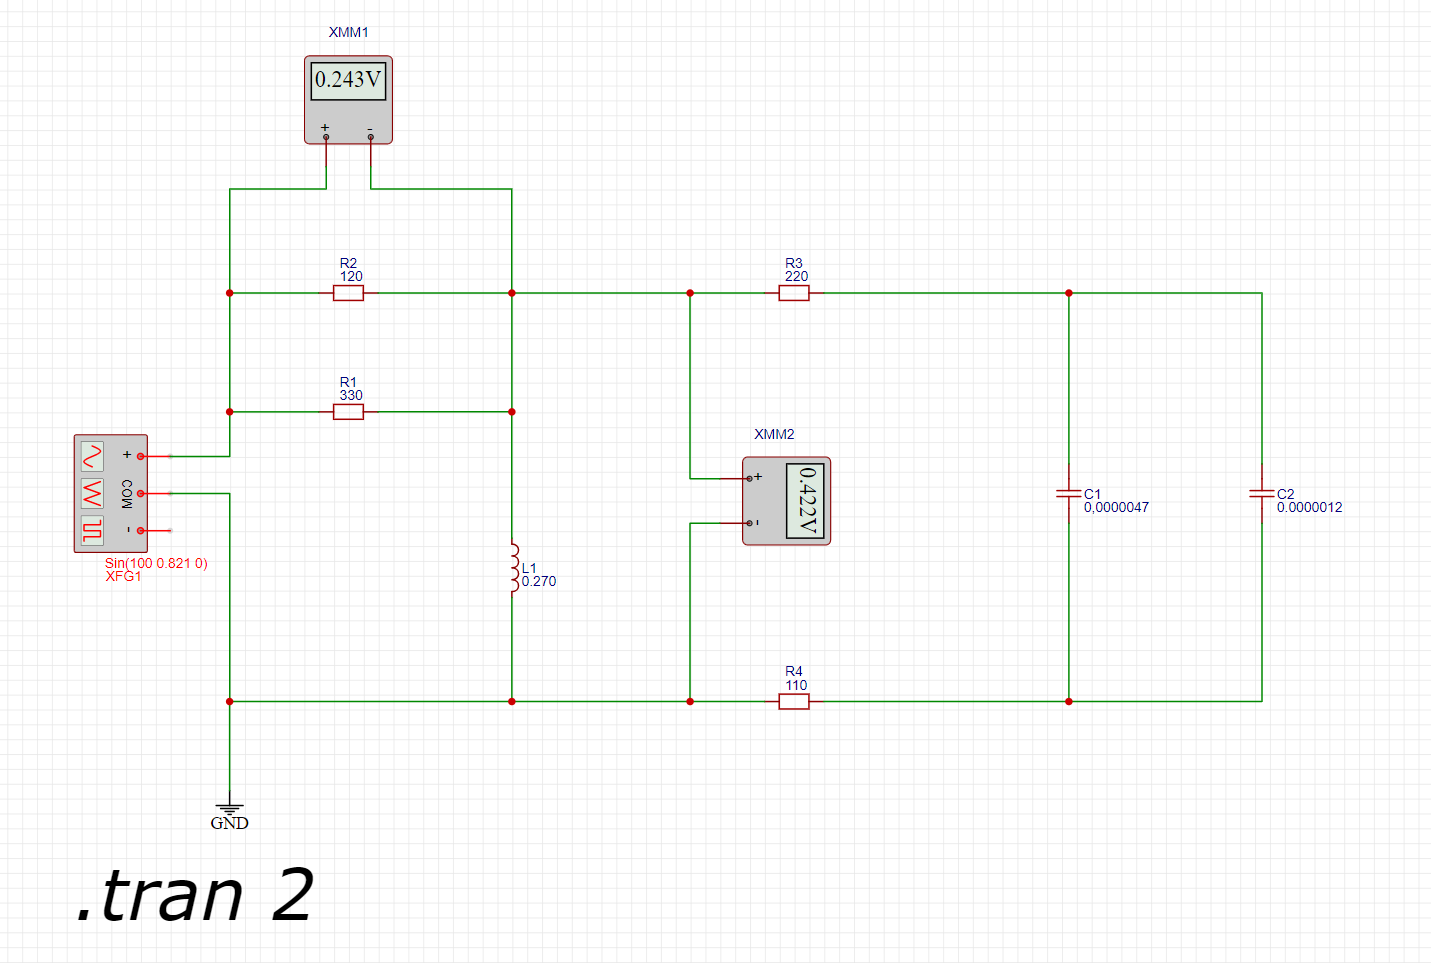 XMM1
0.243V
+ -
R2
120
R3
220
R1
330
XMM2
+
0.422V
-
+
COM
-
C1
0,0000047
C2
0.0000012
Sin(100 0.821 0)
XFG1
L1
0.270
R4
110
GND
.tran 2